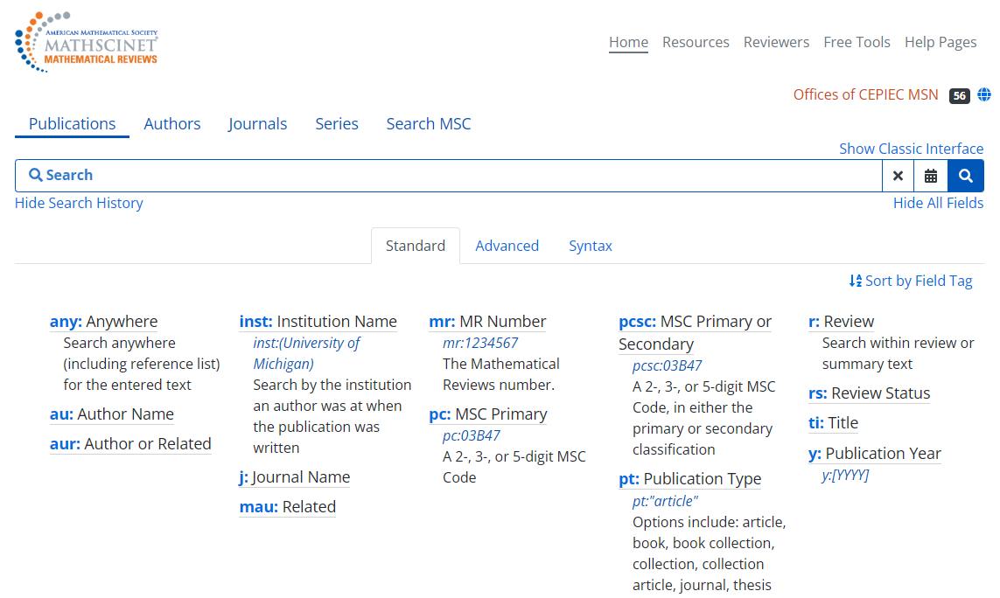 AMERICAN MATHEMATICAL SOCIETY
MATHSCINET
MATHEMATICAL REVIEWS
Home Resources Reviewers Free Tools Help Pages
Offices of CEPIEC MSN 56
Publications Authors Journals Series Search MSC
Show Classic Interface
Search
Hide Search History Hide All Fields
Standard Advanced Syntax
Sort by Field Tag
any: Anywhere
Search anywhere
(including reference list)
for the entered text
au: Author Name
aur: Author or Related
inst: Institution Name
inst:(University of
Michigan)
Search by the institution
an author was at when
the publication was
written
j: Journal Name
mau: Related
mr: MR Number
mr:1234567
The Mathematical
Reviews number.
pc: MSC Primary
pc:03B47
A 2-, 3-, or 5-digit MSC
Code
pcsc: MSC Primary or
Secondary
pcsc:03B47
A 2-, 3-, or 5-digit MSC
Code, in either the
primary or secondary
classification
pt: Publication Type
pt:"article"
Options include: article,
book, book collection,
collection, collection
article, journal, thesis
r: Review
Search within review or
summary text
rs: Review Status
ti: Title
y: Publication Year
y:[YYYY]